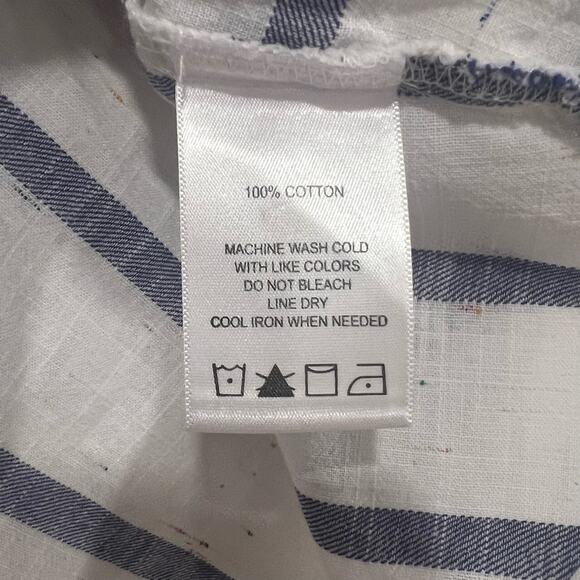 100% COTTON
MACHINE WASH COLD
WITH LIKE COLORS
DO NOT BLEACH
LINE DRY
COOL IRON WHEN NEEDED